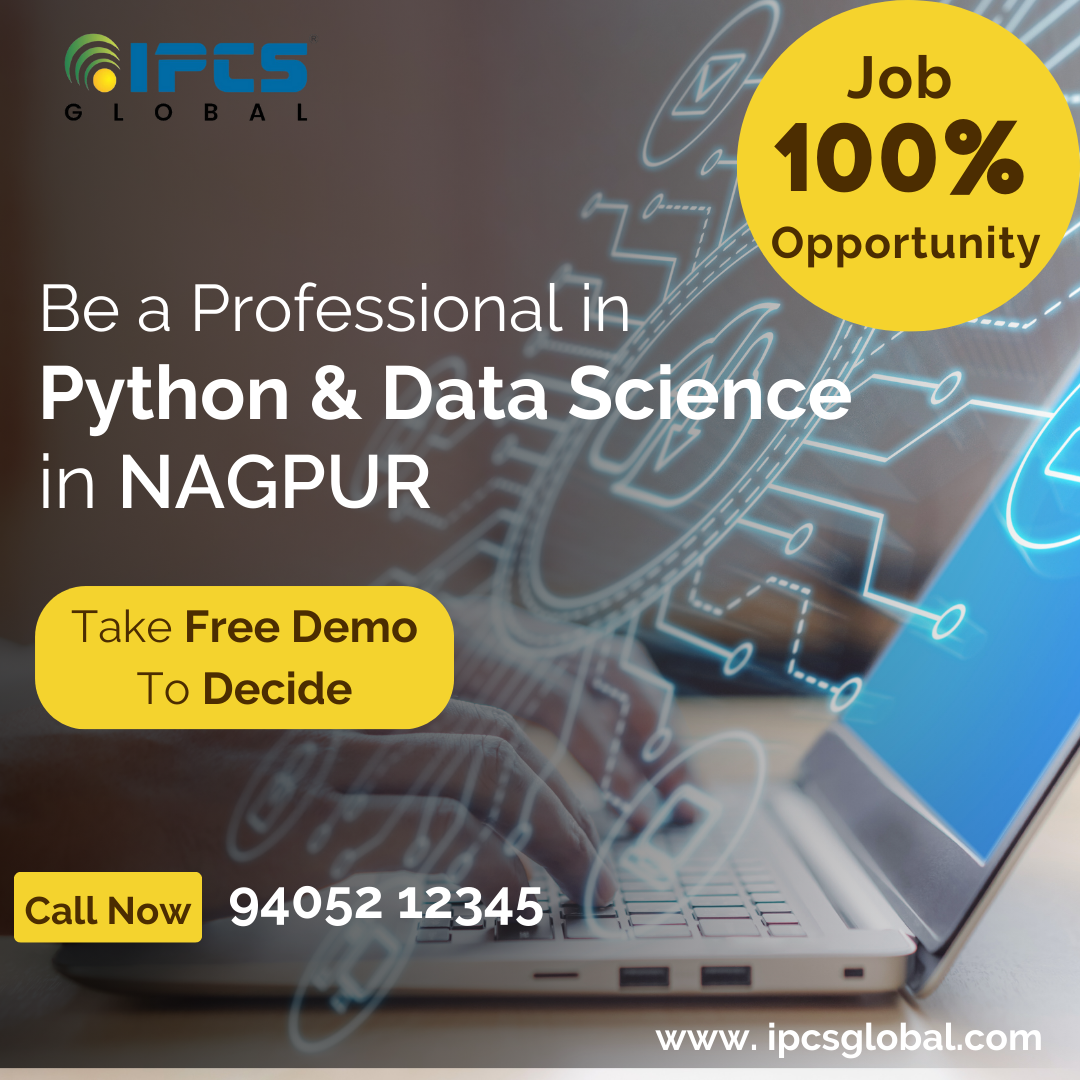 IPCS
GLOBAL
Job
100%
Opportunity
Be a Professional in
Python & Data Science
in NAGPUR
Take Free Demo
To Decide
Call Now
94052 12345
www. ipcsglobal.com